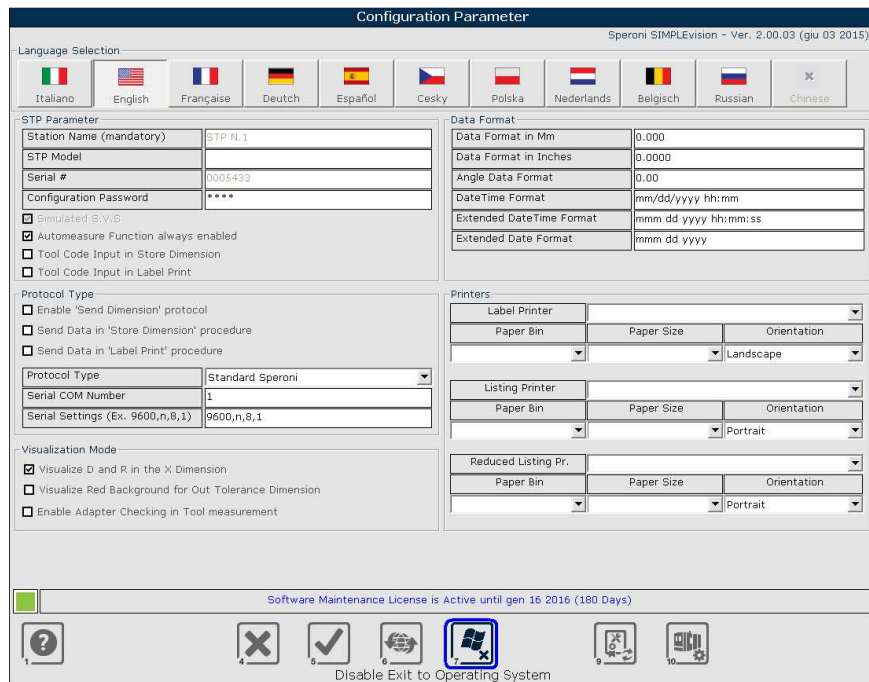 Configuration Parameter
Speroni SIMPLEvision - Ver. 2.00.03 (giu 03 2015)
Language Selection
Italiano English Française Deutch Español Cesky Polska Nederlands Belgisch Russian Chinese
STP Parameter
Station Name (mandatory) STP N.1
STP Model
Serial # 0005433
Configuration Password ****
Simulated S.V.S
Automeasure Function always enabled
Tool Code Input in Store Dimension
Tool Code Input in Label Print
Data Format
Data Format in Mm 0.000
Data Format in Inches 0.0000
Angle Data Format 0.00
DateTime Format mm/dd/yyyy hh:mm
Extended DateTime Format mmm dd yyyy hh:mm:ss
Extended Date Format mmm dd yyyy
Protocol Type
Enable 'Send Dimension' protocol
Send Data in 'Store Dimension' procedure
Send Data in 'Label Print' procedure
Protocol Type Standard Speroni
Serial COM Number 1
Serial Settings (Ex. 9600,n,8,1) 9600,n,8,1
Printers
Label Printer
Paper Bin Paper Size Orientation
Landscape
Listing Printer
Paper Bin Paper Size Orientation
Portrait
Reduced Listing Pr.
Paper Bin Paper Size Orientation
Portrait
Visualization Mode
Visualize D and R in the X Dimension
Visualize Red Background for Out Tolerance Dimension
Enable Adapter Checking in Tool measurement
Software Maintenance License is Active until gen 16 2016 (180 Days)
1 4 5 6 7 9 10
Disable Exit to Operating System